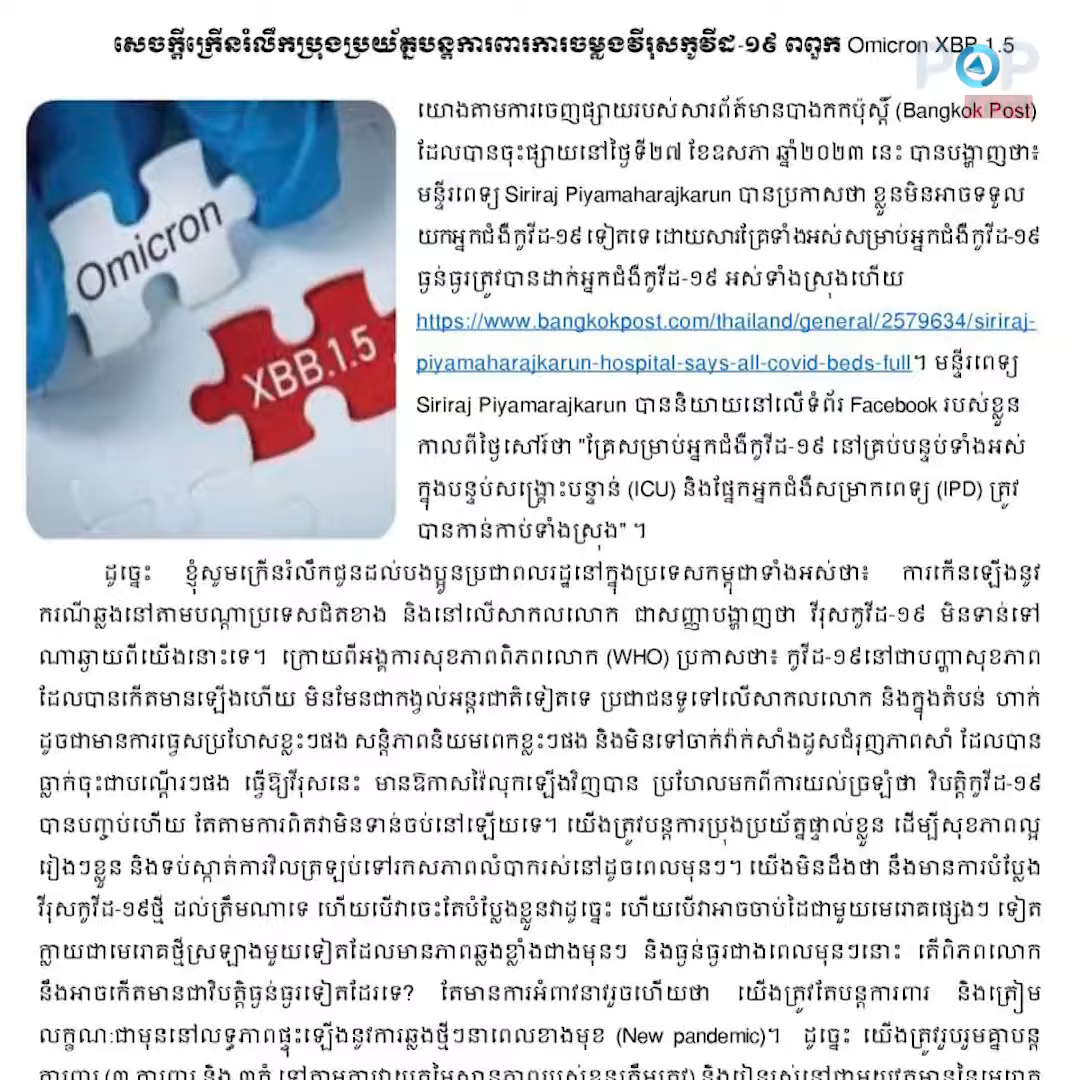 សេចក្ដីក្រើនរំលឹកប្រុងប្រយ័ត្នបន្តការពារការចម្លងវីរុសកូវីដ-១៩ ពពួក Omicron XBB.1.5
POP
Omicron
XBB.1.5
យោងតាមការចេញផ្សាយរបស់សារព័ត៌មានបាងកកប៉ុស្ដិ៍ (Bangkok Post)
ដែលបានចុះផ្សាយនៅថ្ងៃទី២៧ ខែឧសភា ឆ្នាំ២០២៣ នេះ បានបង្ហាញថា៖
មន្ទីរពេទ្យ Siriraj Piyamaharajkarun បានប្រកាសថា ខ្លួនមិនអាចទទួល
យកអ្នកជំងឺកូវីដ-១៩ ទៀតទេ ដោយសារគ្រែទាំងអស់សម្រាប់អ្នកជំងឺកូវីដ-១៩
ធ្ងន់ធ្ងរត្រូវបានដាក់អ្នកជំងឺកូវីដ-១៩ អស់ទាំងស្រុងហើយ
https://www.bangkokpost.com/thailand/general/2579634/siriraj-
piyamaharajkarun-hospital-says-all-covid-beds-full។ មន្ទីរពេទ្យ
Siriraj Piyamarajkarun បាននិយាយនៅលើទំព័រ Facebook របស់ខ្លួន
កាលពីថ្ងៃសៅរ៍ថា "គ្រែសម្រាប់អ្នកជំងឺកូវីដ-១៩ នៅគ្រប់បន្ទប់ទាំងអស់
ក្នុងបន្ទប់សង្គ្រោះបន្ទាន់ (ICU) និងផ្នែកអ្នកជំងឺសម្រាកពេទ្យ (IPD) ត្រូវ
បានកាន់កាប់ទាំងស្រុង" ។
ដូច្នេះ ខ្ញុំសូមក្រើនរំលឹកជូនដល់បងប្អូនប្រជាពលរដ្ឋនៅក្នុងប្រទេសកម្ពុជាទាំងអស់ថា៖ ការកើនឡើងនូវ
ករណីឆ្លងនៅតាមបណ្ដាប្រទេសជិតខាង និងនៅលើសាកលលោក ជាសញ្ញាបង្ហាញថា វីរុសកូវីដ-១៩ មិនទាន់ទៅ
ណាឆ្ងាយពីយើងនោះទេ។ ក្រោយពីអង្គការសុខភាពពិភពលោក (WHO) ប្រកាសថា៖ កូវីដ-១៩នៅជាបញ្ហាសុខភាព
ដែលបានកើតមានឡើងហើយ មិនមែនជាកង្វល់អន្តរជាតិទៀតទេ ប្រជាជនទូទៅលើសាកលលោក និងក្នុងតំបន់ ហាក់
ដូចជាមានការធ្វេសប្រហែសខ្លះៗផង សន្តិភាពនិយមពេកខ្លះៗផង និងមិនទៅចាក់វ៉ាក់សាំងដូសជំរុញភាពសាំ ដែលបាន
ធ្លាក់ចុះជាបណ្ដើរៗផង ធ្វើឱ្យវីរុសនេះ មានឱកាសវ៉ៃលុកឡើងវិញបាន ប្រហែលមកពីការយល់ច្រឡំថា វិបត្តិកូវីដ-១៩
បានបញ្ចប់ហើយ តែតាមការពិតវាមិនទាន់ចប់នៅឡើយទេ។ យើងត្រូវបន្តការប្រុងប្រយ័ត្នផ្ទាល់ខ្លួន ដើម្បីសុខភាពល្អ
រៀងៗខ្លួន និងទប់ស្កាត់ការវិលត្រឡប់ទៅរកសភាពលំបាករស់នៅដូចពេលមុនៗ។ យើងមិនដឹងថា នឹងមានការបំប្លែង
វីរុសកូវីដ-១៩ថ្មី ដល់ត្រឹមណាទេ ហើយបើវាចេះតែបំប្លែងខ្លួនវាដូច្នេះ ហើយបើវាអាចចាប់ដៃជាមួយមេរោគផ្សេងៗ ទៀត
ក្លាយជាមេរោគថ្មីស្រឡាងមួយទៀតដែលមានភាពឆ្លងខ្លាំងជាងមុនៗ និងធ្ងន់ធ្ងរជាងពេលមុនៗនោះ តើពិភពលោក
នឹងអាចកើតមានជាវិបត្តិធ្ងន់ធ្ងរទៀតដែរទេ? តែមានការអំពាវនាវរួចហើយថា យើងត្រូវតែបន្តការពារ និងត្រៀម
លក្ខណៈជាមុននៅលទ្ធភាពផ្ទុះឡើងនូវការឆ្លងថ្មីៗនាពេលខាងមុខ (New pandemic)។ ដូច្នេះ យើងត្រូវរួបរួមគ្នាបន្ត